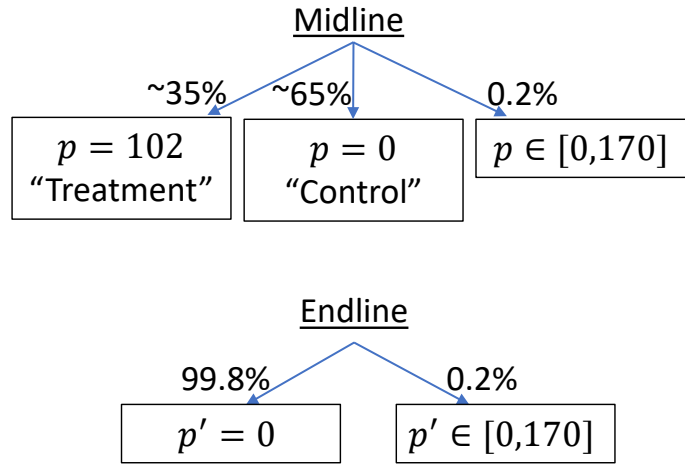 Midline
~35%
~65%
0.2%
p = 102
“Treatment”
p = 0
“Control”
p ∈ [0,170]
Endline
99.8%
0.2%
p′ = 0
p′ ∈ [0,170]